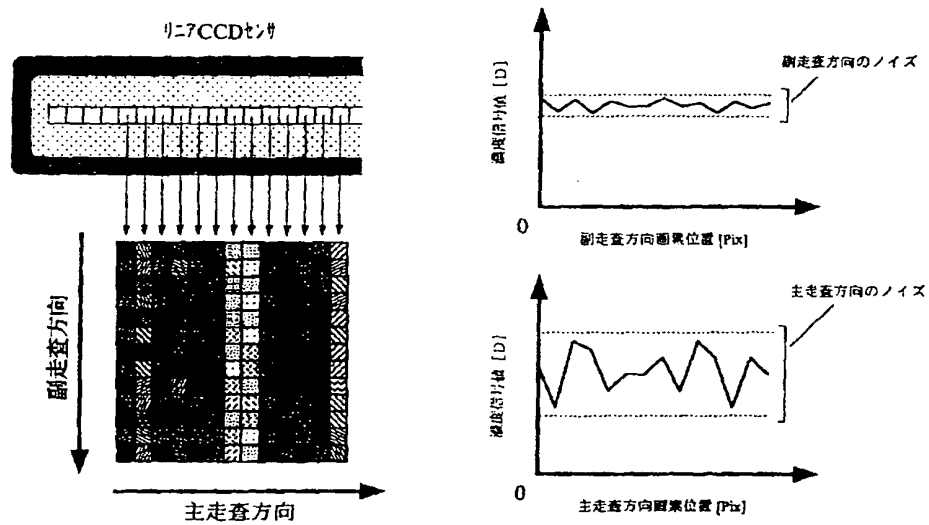 リニアCCDセンサ
副走査方向
主走査方向
濃度信号値 [D]
副走査方向のノイズ
0
副走査方向画素位置 [Pix]
濃度信号値 [D]
主走査方向のノイズ
0
主走査方向画素位置 [Pix]